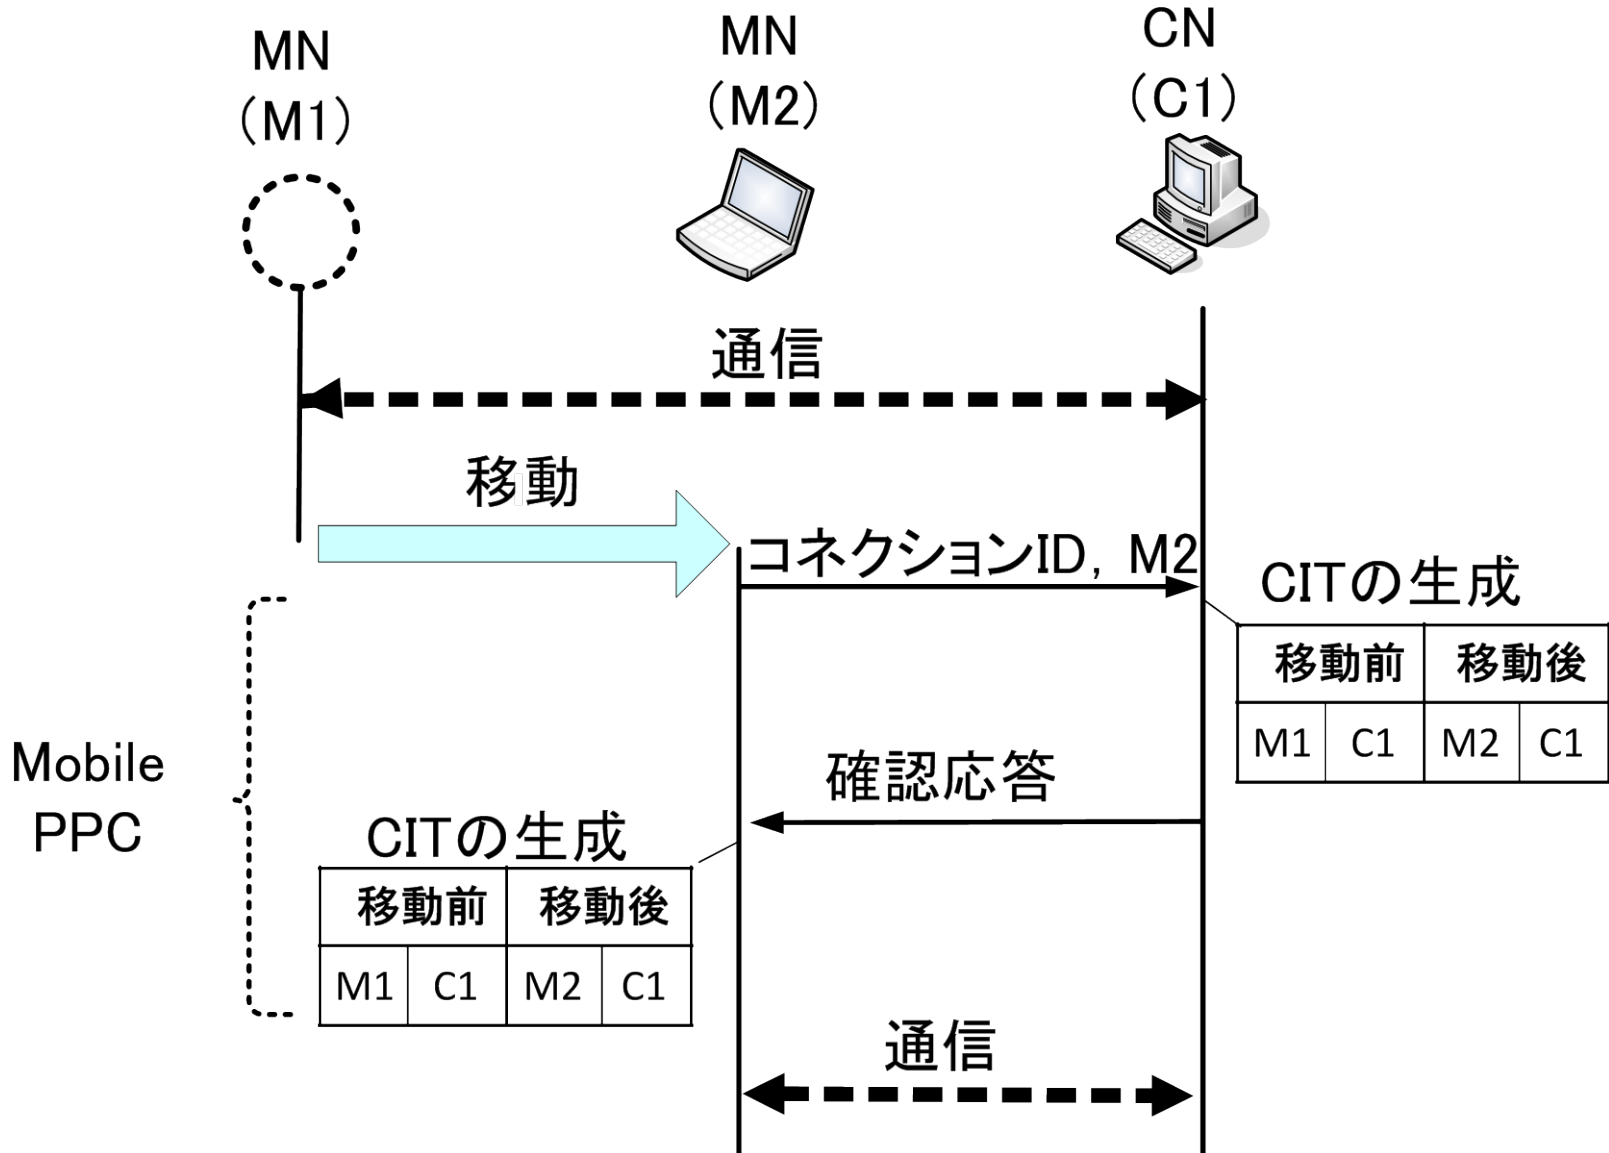 MN
(M1)
MN
(M2)
CN
(C1)
通信
移動
コネクションID, M2
CITの生成
移動前 移動後
M1 C1 M2 C1
確認応答
Mobile
PPC
CITの生成
移動前 移動後
M1 C1 M2 C1
通信